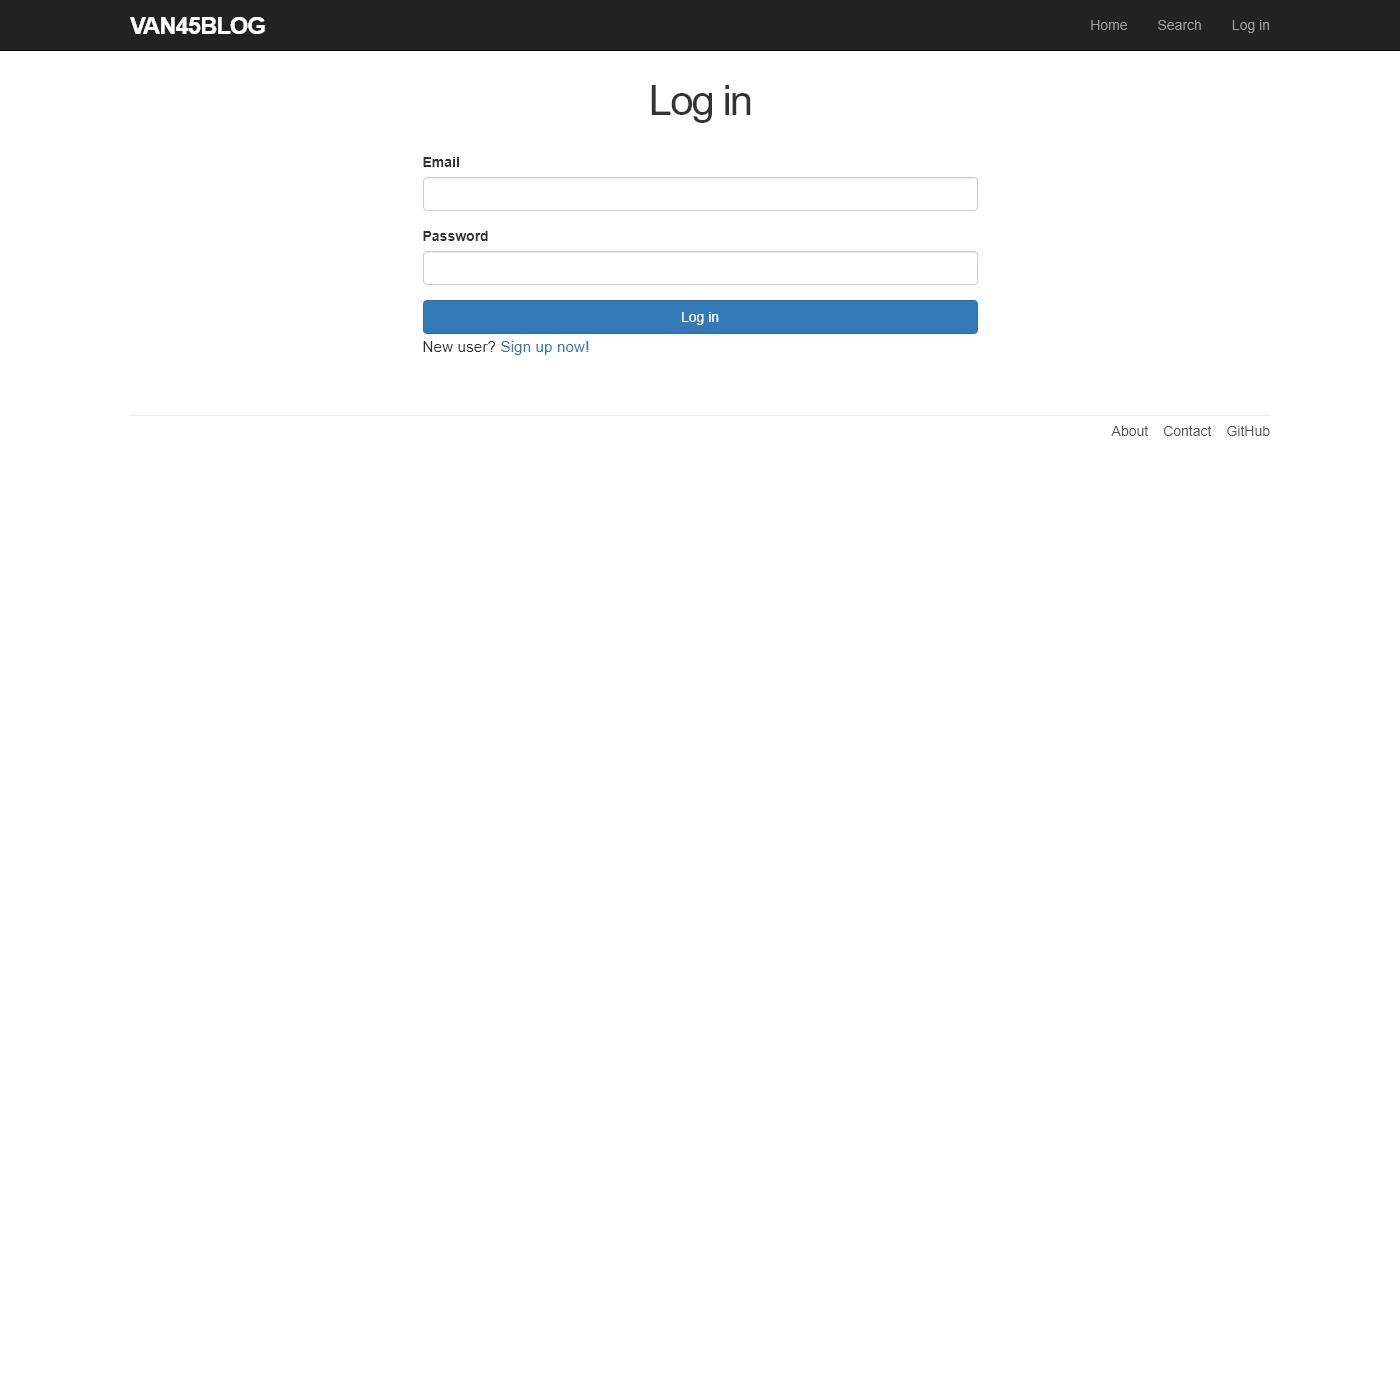 VAN45BLOG Home Search Log in
Log in
Email
Password
Log in
New user? Sign up now!
About Contact GitHub